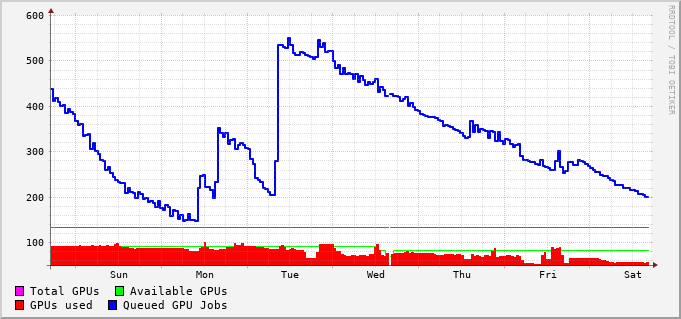 600
500
400
300
200
100
Sun Mon Tue Wed Thu Fri Sat
Total GPUs Available GPUs
GPUs used Queued GPU Jobs
RRDTOOL / TOBI OETIKER